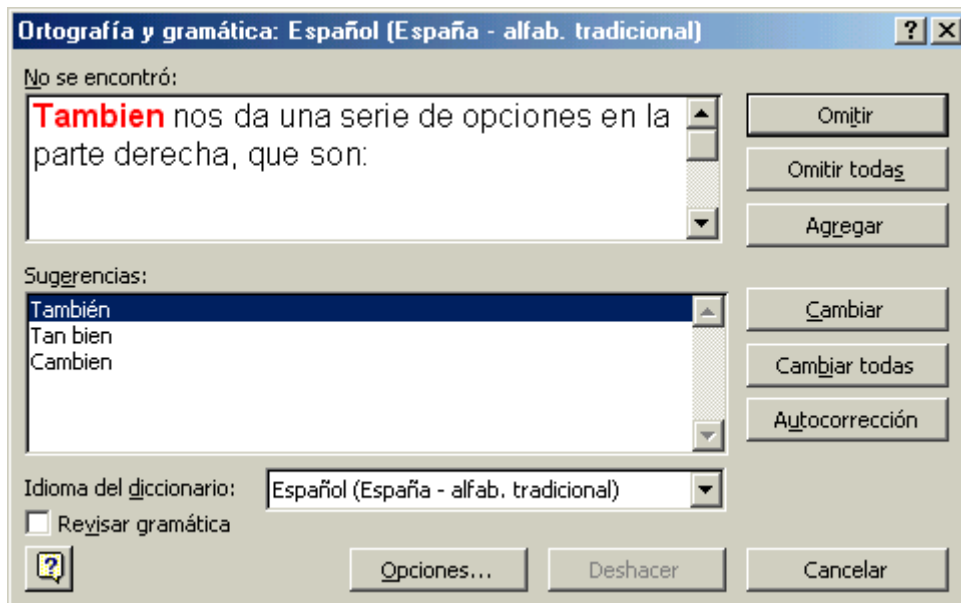 Ortografía y gramática: Español (España - alfab. tradicional)
No se encontró:
Tambien nos da una serie de opciones en la
parte derecha, que son:
Omitir
Omitir todas
Agregar
Sugerencias:
También
Tan bien
Cambien
Cambiar
Cambiar todas
Autocorrección
Idioma del diccionario:
Español (España - alfab. tradicional)
Revisar gramática
Opciones...
Deshacer
Cancelar